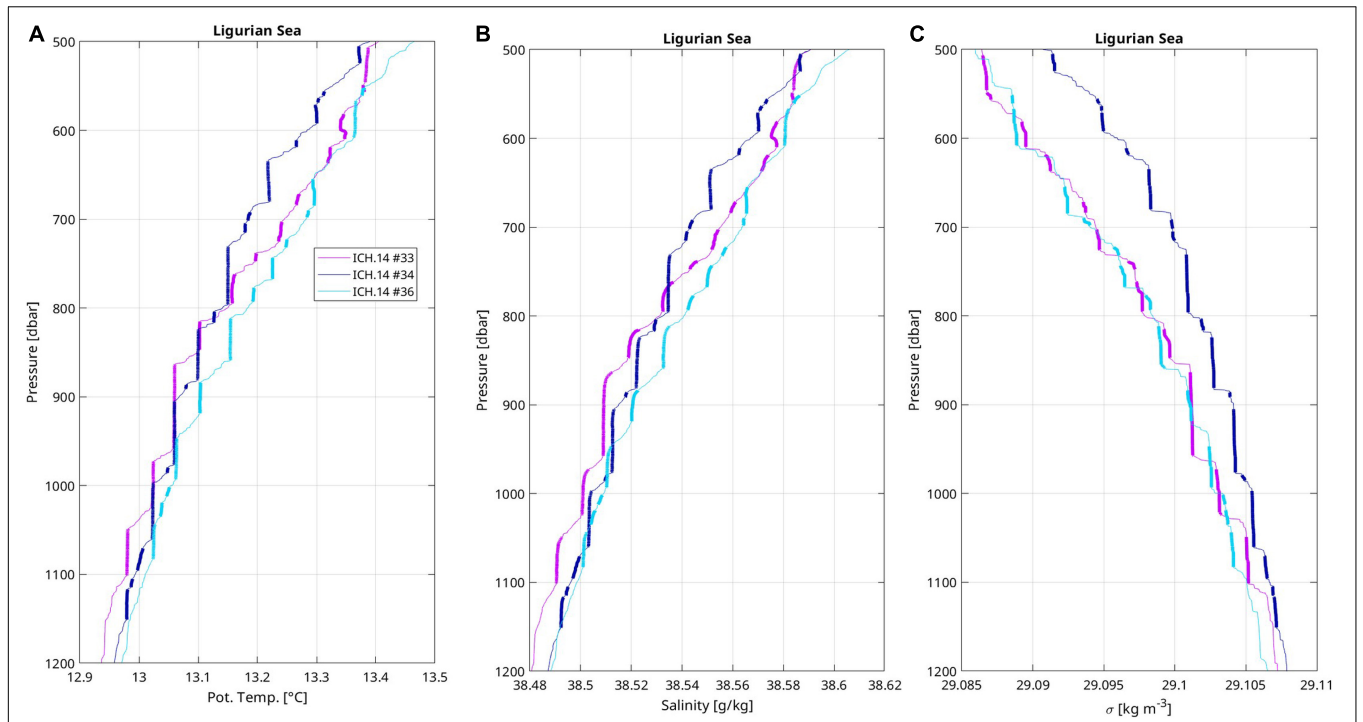 A
Ligurian Sea
500
600
700
800
900
1000
1100
1200
Pressure [dbar]
12.9 13 13.1 13.2 13.3 13.4 13.5
Pot. Temp. [°C]
ICH.14 #33
ICH.14 #34
ICH.14 #36
B
Ligurian Sea
500
600
700
800
900
1000
1100
1200
Pressure [dbar]
38.48 38.5 38.52 38.54 38.56 38.58 38.6 38.62
Salinity [g/kg]
C
Ligurian Sea
500
600
700
800
900
1000
1100
1200
Pressure [dbar]
29.085 29.09 29.095 29.1 29.105 29.11
σ [kg m⁻³]